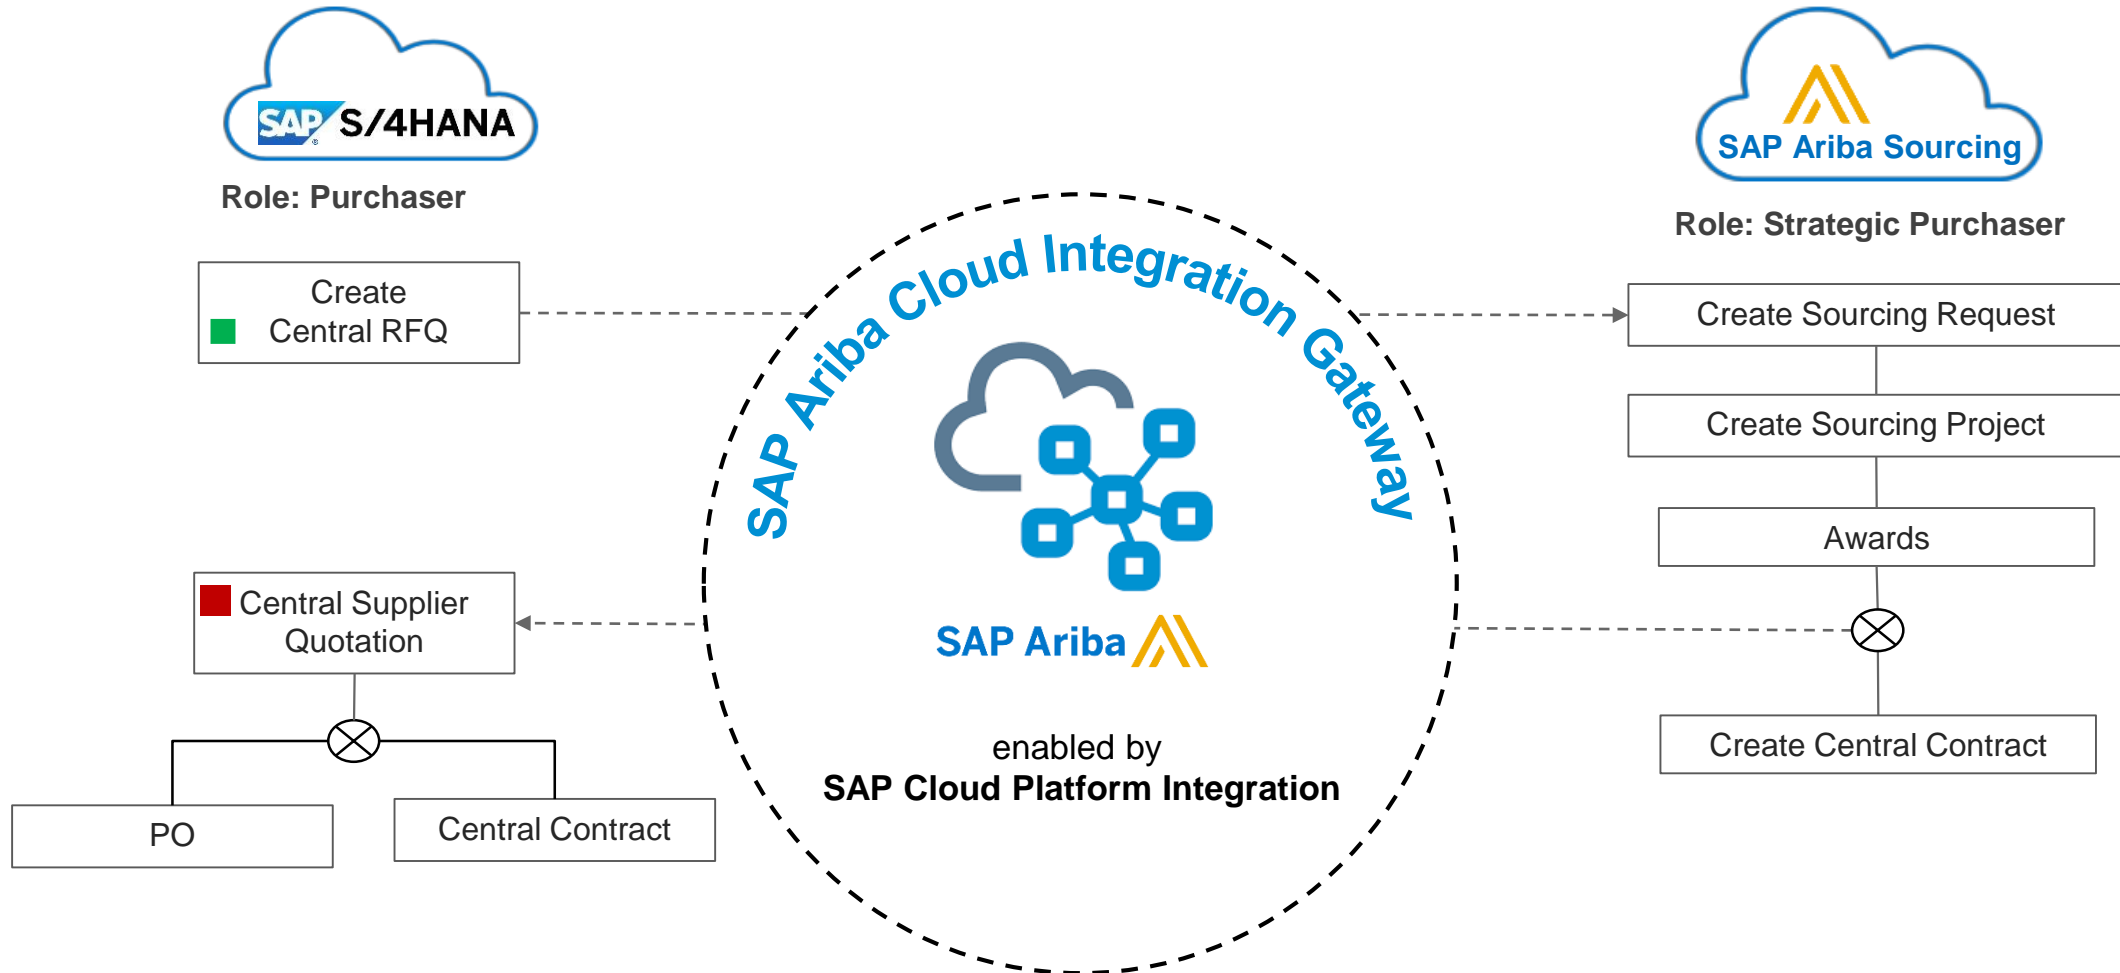 SAP S/4HANA
Role: Purchaser
Create
Central RFQ
Central Supplier
Quotation
PO
Central Contract
SAP Ariba Cloud Integration Gateway
SAP Ariba
enabled by
SAP Cloud Platform Integration
SAP Ariba Sourcing
Role: Strategic Purchaser
Create Sourcing Request
Create Sourcing Project
Awards
Create Central Contract